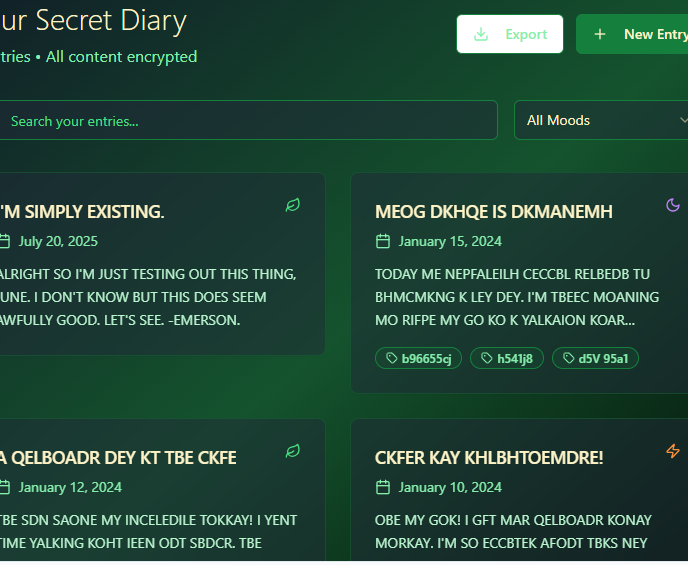 ur Secret Diary
tries • All content encrypted
Export
New Entry
Search your entries...
All Moods
'M SIMPLY EXISTING.
July 20, 2025
ALRIGHT SO I'M JUST TESTING OUT THIS THING,
UNE. I DON'T KNOW BUT THIS DOES SEEM
AWFULLY GOOD. LET'S SEE. -EMERSON.
MEOG DKHQE IS DKMANEMH
January 15, 2024
TODAY ME NEPFALEILH CECCBL RELBEDB TU
BHMCMKNG K LEY DEY. I'M TBEEC MOANING
MO RIFPE MY GO KO K YALKAION KOAR...
b96655cj
h541j8
d5V 95a1
A QELBOADR DEY KT TBE CKFE
January 12, 2024
TBE SDN SAONE MY INCELEDILE TOKKAY! I YENT
TIME YALKING KOHT IEEN ODT SBDCR. TBE
CKFER KAY KHLBHTOEMDRE!
January 10, 2024
OBE MY GOK! I GFT MAR QELBOADR KONAY
MORKAY. I'M SO ECCBTEK AFODT TBKS NEY